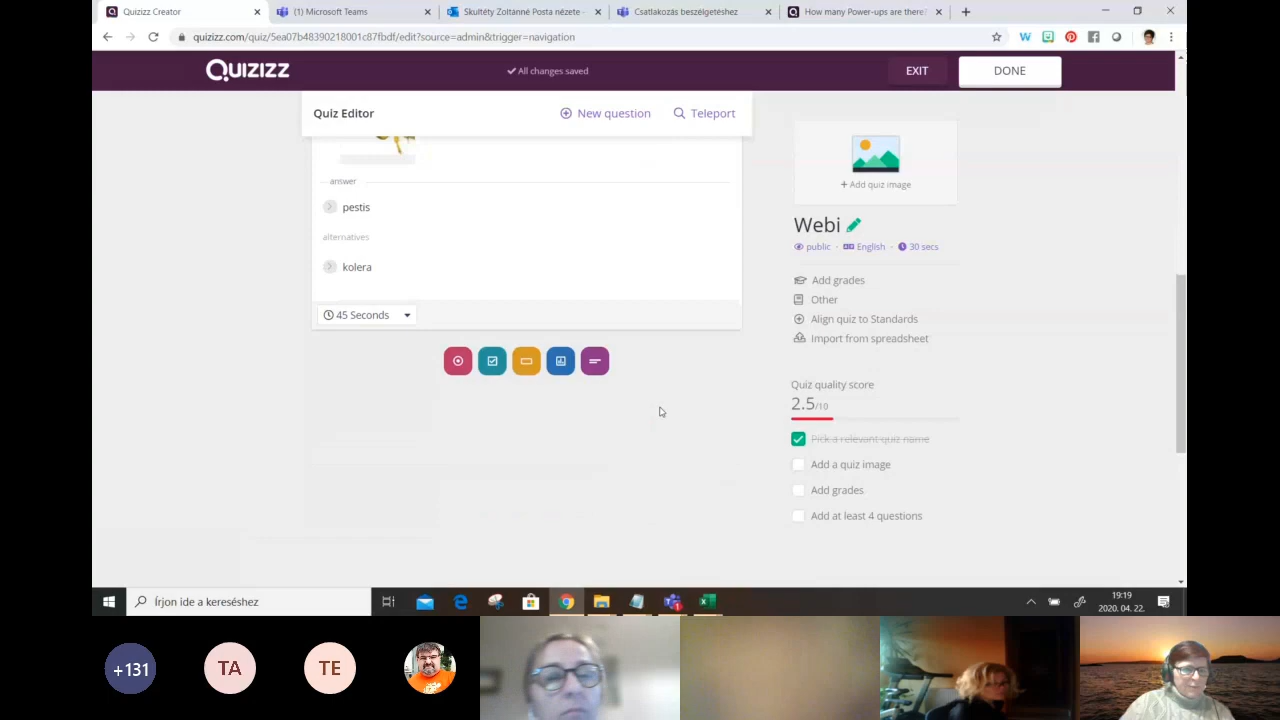 Quizizz Creator
(1) Microsoft Teams
Skultéty Zoltánné Posta nézete -
Csatlakozás beszélgetéshez
How many Power-ups are there?
quizizz.com/quiz/5ea07b48390218001c87fbdf/edit?source=admin&trigger=navigation
QUIZIZZ
All changes saved
EXIT
DONE
Quiz Editor
New question
Teleport
answer
pestis
alternatives
kolera
45 Seconds
+ Add quiz image
Webi
public · English · 30 secs
Add grades
Other
Align quiz to Standards
Import from spreadsheet
Quiz quality score
2.5/10
Pick a relevant quiz name
Add a quiz image
Add grades
Add at least 4 questions
Írjon ide a kereséshez
1
19:19
2020. 04. 22.
+131
TA
TE